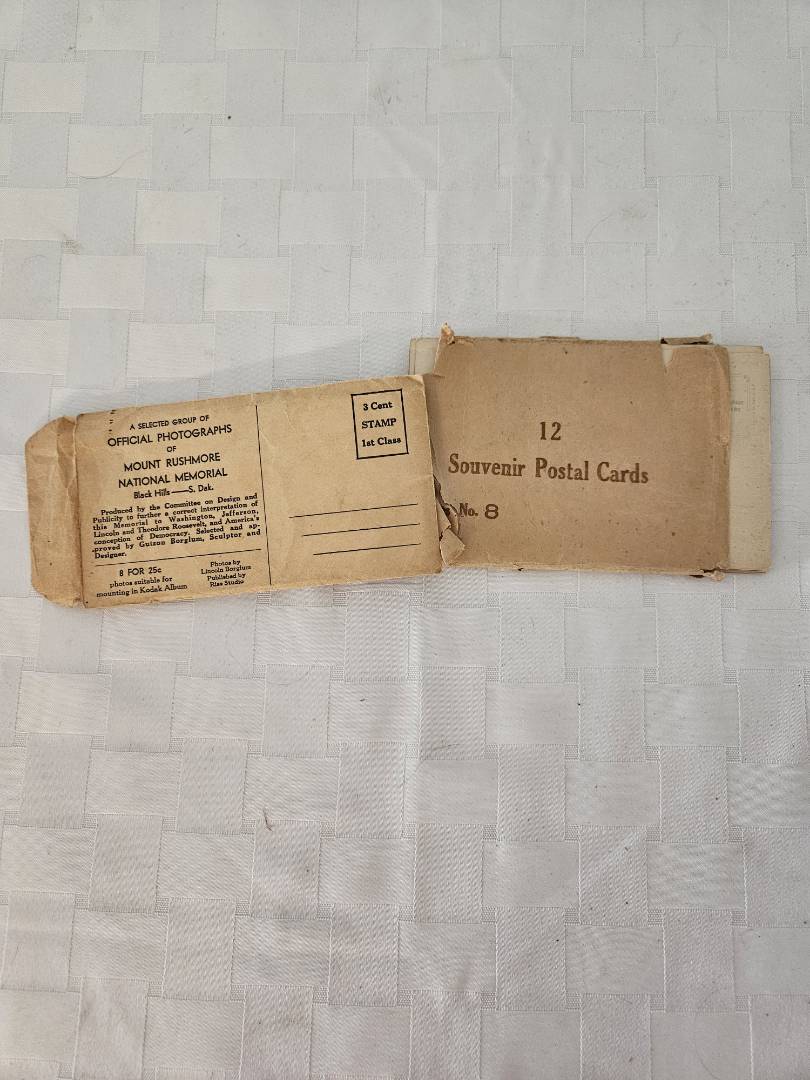 A SELECTED GROUP OF
OFFICIAL PHOTOGRAPHS
OF
MOUNT RUSHMORE
NATIONAL MEMORIAL
Black Hills — S. Dak.
Produced by the Committee on Design and
Publicity to further a correct interpretation of
this Memorial to Washington, Jefferson,
Lincoln and Theodore Roosevelt, and America's
conception of Democracy. Selected and ap-
proved by Gutzon Borglum, Sculptor and
Designer.
8 FOR 25c
photos suitable for
mounting in Kodak Album
Photos by
Lincoln Borglum
Published by
Rise Studio
3 Cent
STAMP
1st Class
12
Souvenir Postal Cards
No. 8